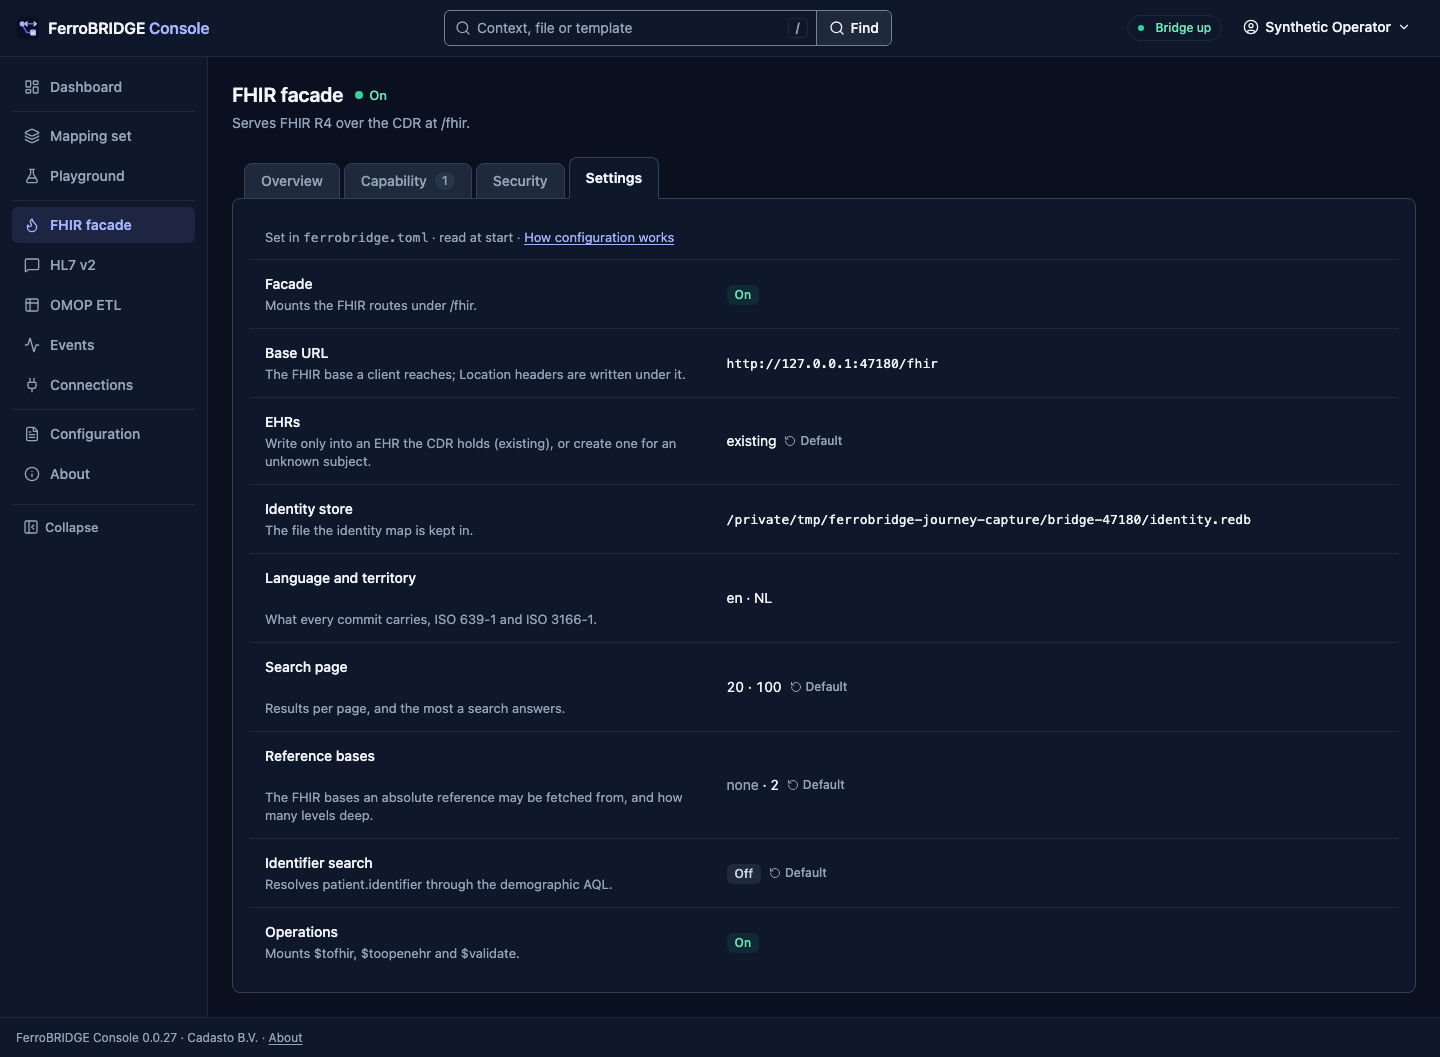 FerroBRIDGE Console
Context, file or template
/
Find
Bridge up
Synthetic Operator
Dashboard
Mapping set
Playground
FHIR facade
HL7 v2
OMOP ETL
Events
Connections
Configuration
About
Collapse
FHIR facade
On
Serves FHIR R4 over the CDR at /fhir.
Overview
Capability 1
Security
Settings
Set in ferrobridge.toml · read at start · How configuration works
Facade
Mounts the FHIR routes under /fhir.
On
Base URL
The FHIR base a client reaches; Location headers are written under it.
http://127.0.0.1:47180/fhir
EHRs
Write only into an EHR the CDR holds (existing), or create one for an
unknown subject.
existing Default
Identity store
The file the identity map is kept in.
/private/tmp/ferrobridge-journey-capture/bridge-47180/identity.redb
Language and territory
What every commit carries, ISO 639-1 and ISO 3166-1.
en · NL
Search page
Results per page, and the most a search answers.
20 · 100 Default
Reference bases
The FHIR bases an absolute reference may be fetched from, and how
many levels deep.
none · 2 Default
Identifier search
Resolves patient.identifier through the demographic AQL.
Off Default
Operations
Mounts $tofhir, $toopenehr and $validate.
On
FerroBRIDGE Console 0.0.27 · Cadasto B.V. · About